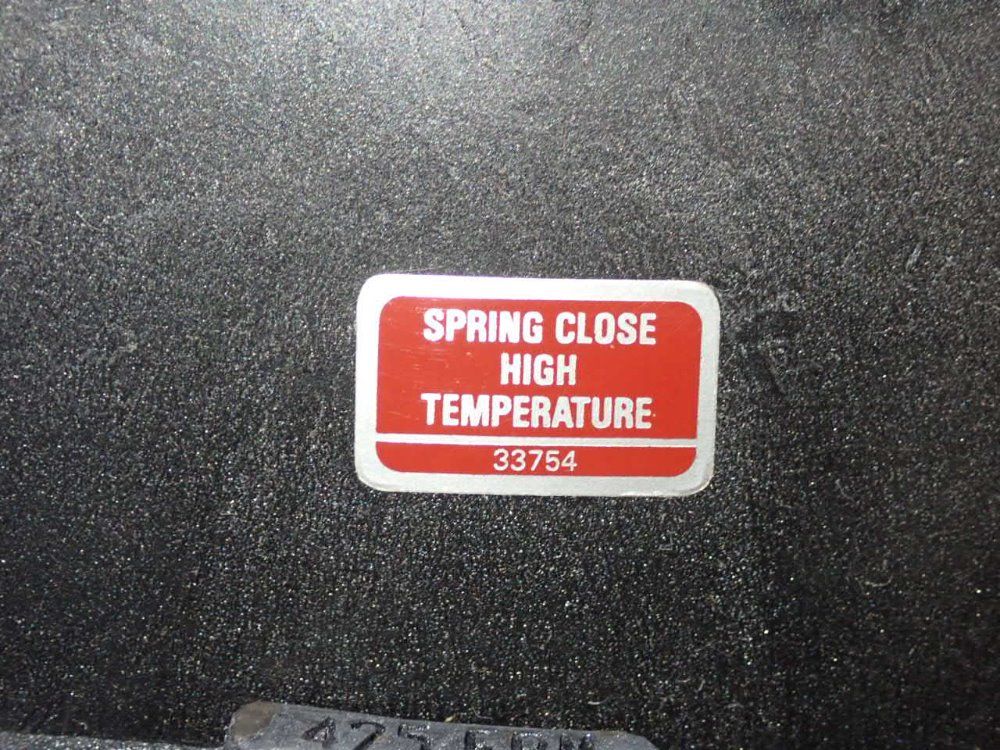 SPRING CLOSE
HIGH
TEMPERATURE
33754